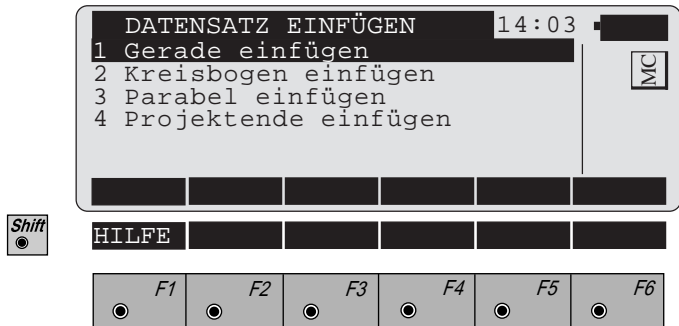 DATENSATZ EINFÜGEN 14:03
1 Gerade einfügen
2 Kreisbogen einfügen
3 Parabel einfügen
4 Projektende einfügen
MC
Shift
HILFE
F1 F2 F3 F4 F5 F6